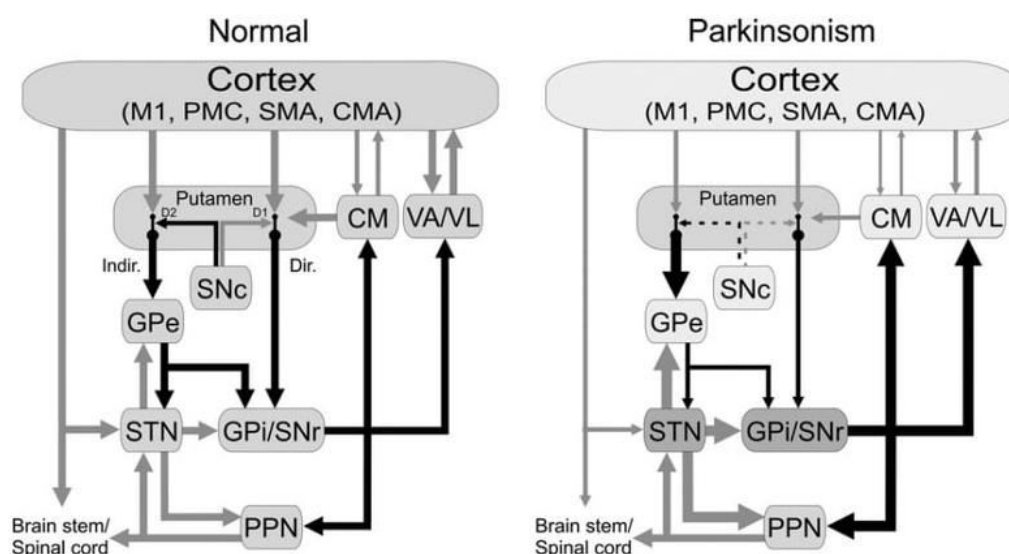 Normal
Cortex
(M1, PMC, SMA, CMA)
Putamen
D2
D1
CM
VA/VL
Indir.
Dir.
SNc
GPe
STN
GPi/SNr
PPN
Brain stem/
Spinal cord
Parkinsonism
Cortex
(M1, PMC, SMA, CMA)
Putamen
CM
VA/VL
SNc
GPe
STN
GPi/SNr
PPN
Brain stem/
Spinal cord